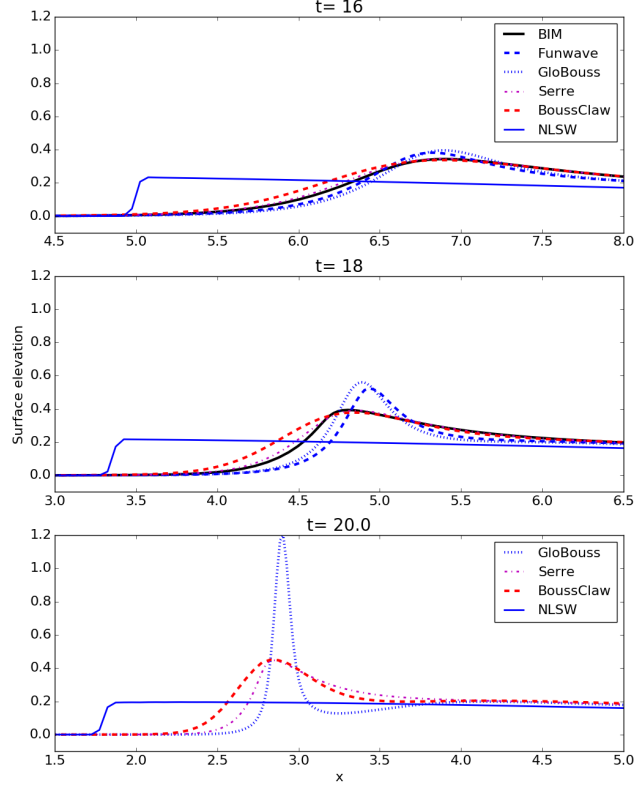 t= 16
1.2
1.0
0.8
0.6
0.4
0.2
0.0
BIM
Funwave
GloBouss
Serre
BoussClaw
NLSW
4.5 5.0 5.5 6.0 6.5 7.0 7.5 8.0
t= 18
Surface elevation
1.2
1.0
0.8
0.6
0.4
0.2
0.0
3.0 3.5 4.0 4.5 5.0 5.5 6.0 6.5
t= 20.0
1.2
1.0
0.8
0.6
0.4
0.2
0.0
GloBouss
Serre
BoussClaw
NLSW
1.5 2.0 2.5 3.0 3.5 4.0 4.5 5.0
x